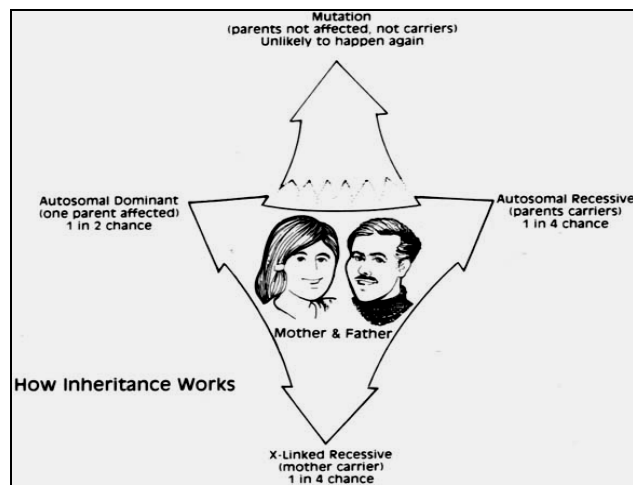 Mutation
(parents not affected, not carriers)
Unlikely to happen again
Autosomal Dominant
(one parent affected)
1 in 2 chance
Autosomal Recessive
(parents carriers)
1 in 4 chance
Mother & Father
How Inheritance Works
X-Linked Recessive
(mother carrier)
1 in 4 chance